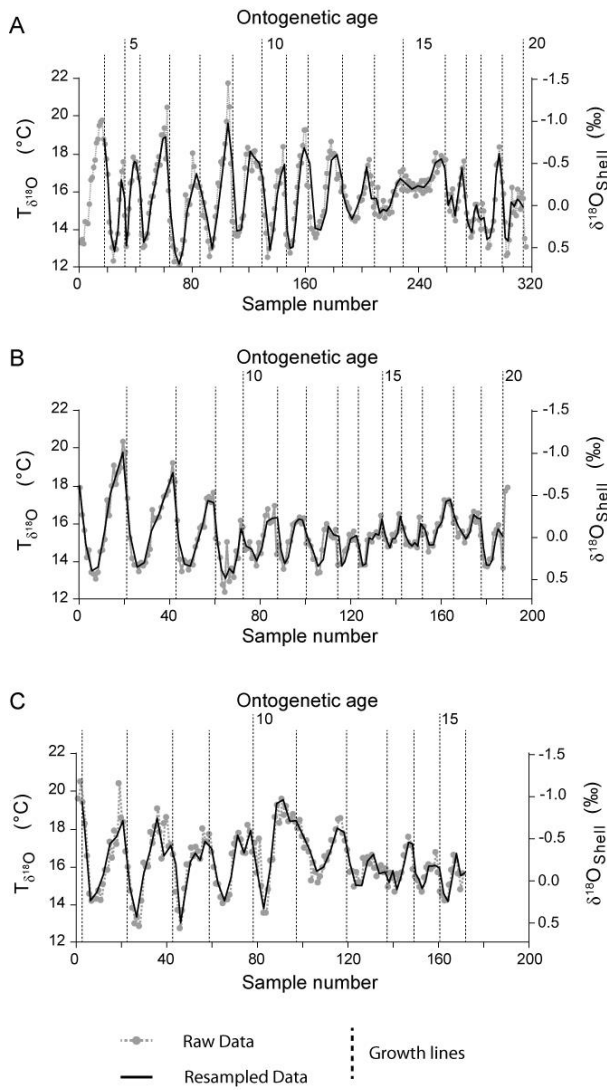 A
Ontogenetic age
5 10 15 20
22 -1.5
20 -1.0
18 -0.5
16 0.0
14 0.5
12
Tδ18O (°C)
δ18OShell (‰)
0 80 160 240 320
Sample number
B
Ontogenetic age
10 15 20
22 -1.5
20 -1.0
18 -0.5
16 0.0
14 0.5
12
Tδ18O (°C)
δ18OShell (‰)
0 40 80 120 160 200
Sample number
C
Ontogenetic age
10 15
22 -1.5
20 -1.0
18 -0.5
16 0.0
14 0.5
12
Tδ18O (°C)
δ18OShell (‰)
0 40 80 120 160 200
Sample number
Raw Data
Growth lines
Resampled Data